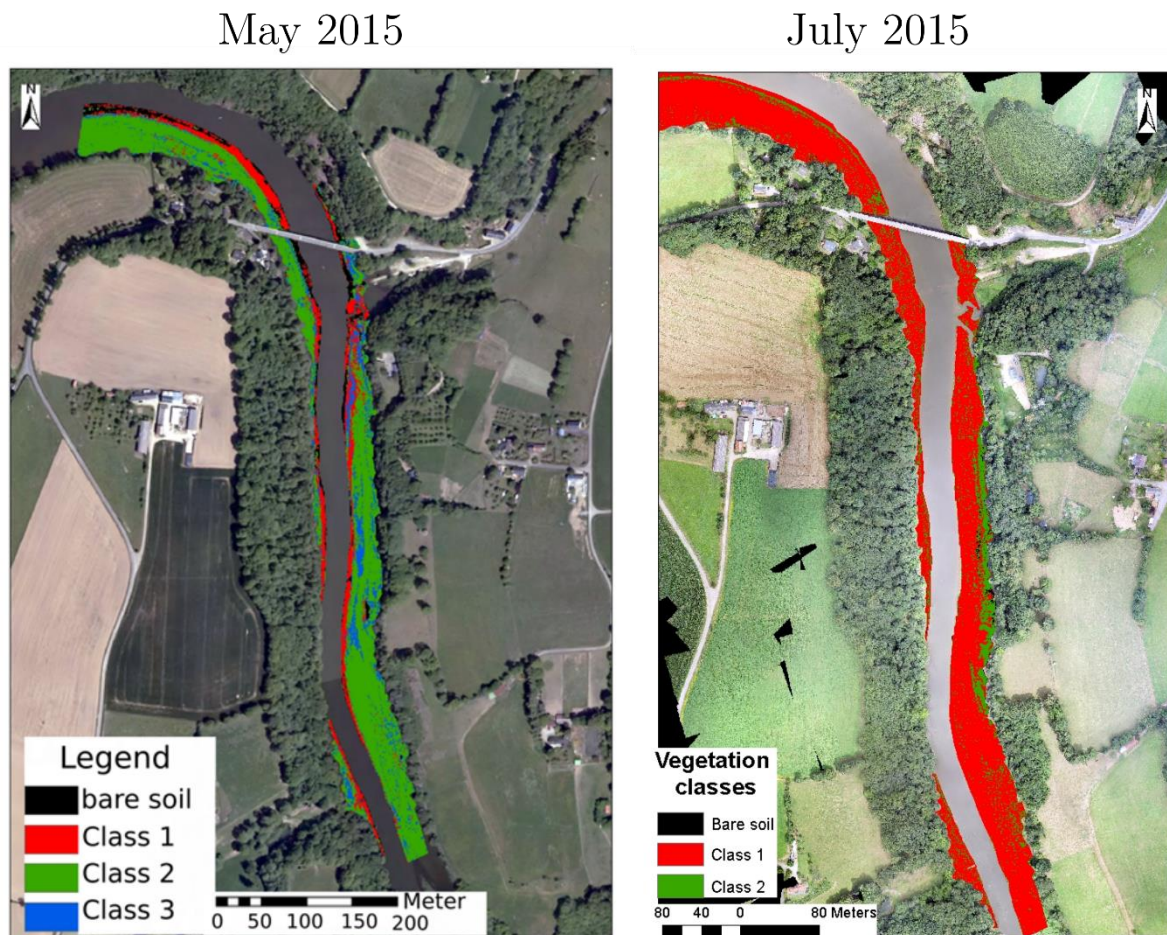 May 2015
July 2015
N
N
Legend
bare soil
Class 1
Class 2
Class 3
0 50 100 150 200
Meter
Vegetation
classes
Bare soil
Class 1
Class 2
80 40 0 80 Meters